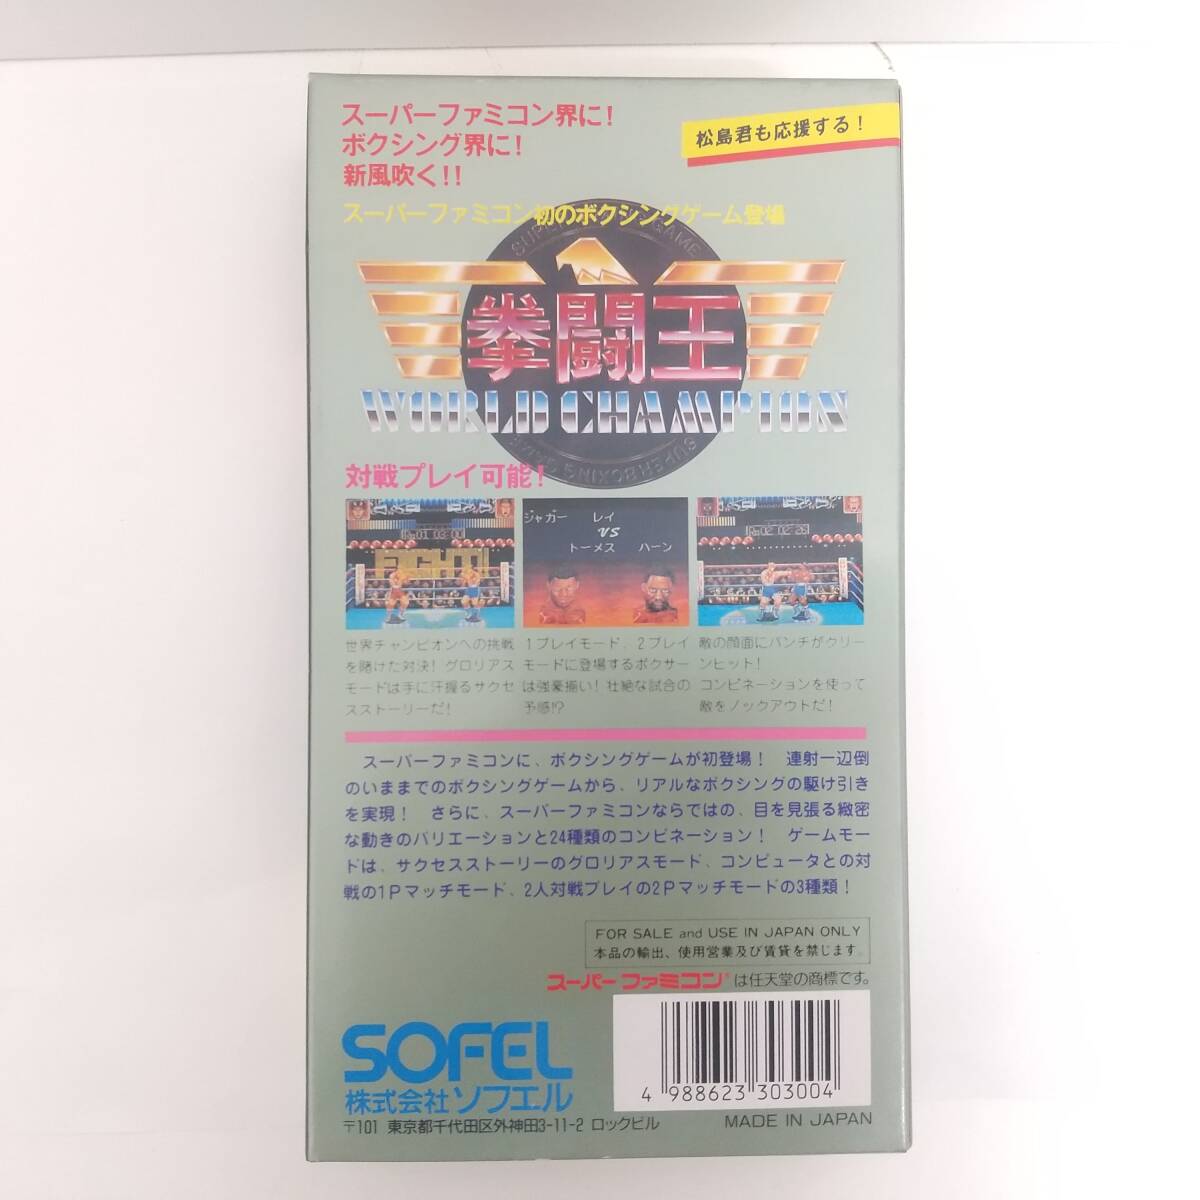 スーパーファミコン界に!
ボクシング界に!
新風吹く!!
松島君も応援する!
スーパーファミコン初のボクシングゲーム登場
拳闘王
WORLD CHAMPION
SUPER BOXING GAME
対戦プレイ可能!
FIGHT!
ジャガー レイ
VS
トーメス ハーン
世界チャンピオンへの挑戦
を賭けた対決! グロリアス
モードは手に汗握るサクセ
スストーリーだ!
1プレイモード、2プレイ
モードに登場するボクサー
は強豪揃い! 壮絶な試合の
予感!?
敵の顔面にパンチがクリー
ンヒット!
コンビネーションを使って
敵をノックアウトだ!
スーパーファミコンに、ボクシングゲームが初登場! 連射一辺倒
のいままでのボクシングゲームから、リアルなボクシングの駆け引き
を実現! さらに、スーパーファミコンならではの、目を見張る緻密
な動きのバリエーションと24種類のコンビネーション! ゲームモー
ドは、サクセスストーリーのグロリアスモード、コンピュータとの対
戦の1Pマッチモード、2人対戦プレイの2Pマッチモードの3種類!
FOR SALE and USE IN JAPAN ONLY
本品の輸出、使用営業及び賃貸を禁じます。
スーパーファミコン®は任天堂の商標です。
SOFEL
株式会社ソフエル
〒101 東京都千代田区外神田3-11-2 ロックビル
4 988623 303004
MADE IN JAPAN